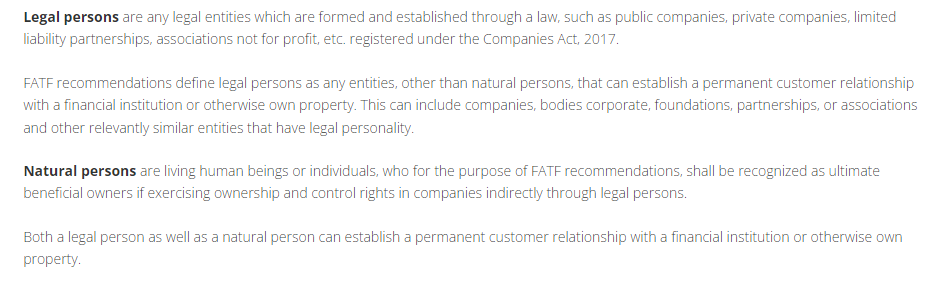 Legal persons are any legal entities which are formed and established through a law, such as public companies, private companies, limited
liability partnerships, associations not for profit, etc. registered under the Companies Act, 2017.
FATF recommendations define legal persons as any entities, other than natural persons, that can establish a permanent customer relationship
with a financial institution or otherwise own property. This can include companies, bodies corporate, foundations, partnerships, or associations
and other relevantly similar entities that have legal personality.
Natural persons are living human beings or individuals, who for the purpose of FATF recommendations, shall be recognized as ultimate
beneficial owners if exercising ownership and control rights in companies indirectly through legal persons.
Both a legal person as well as a natural person can establish a permanent customer relationship with a financial institution or otherwise own
property.